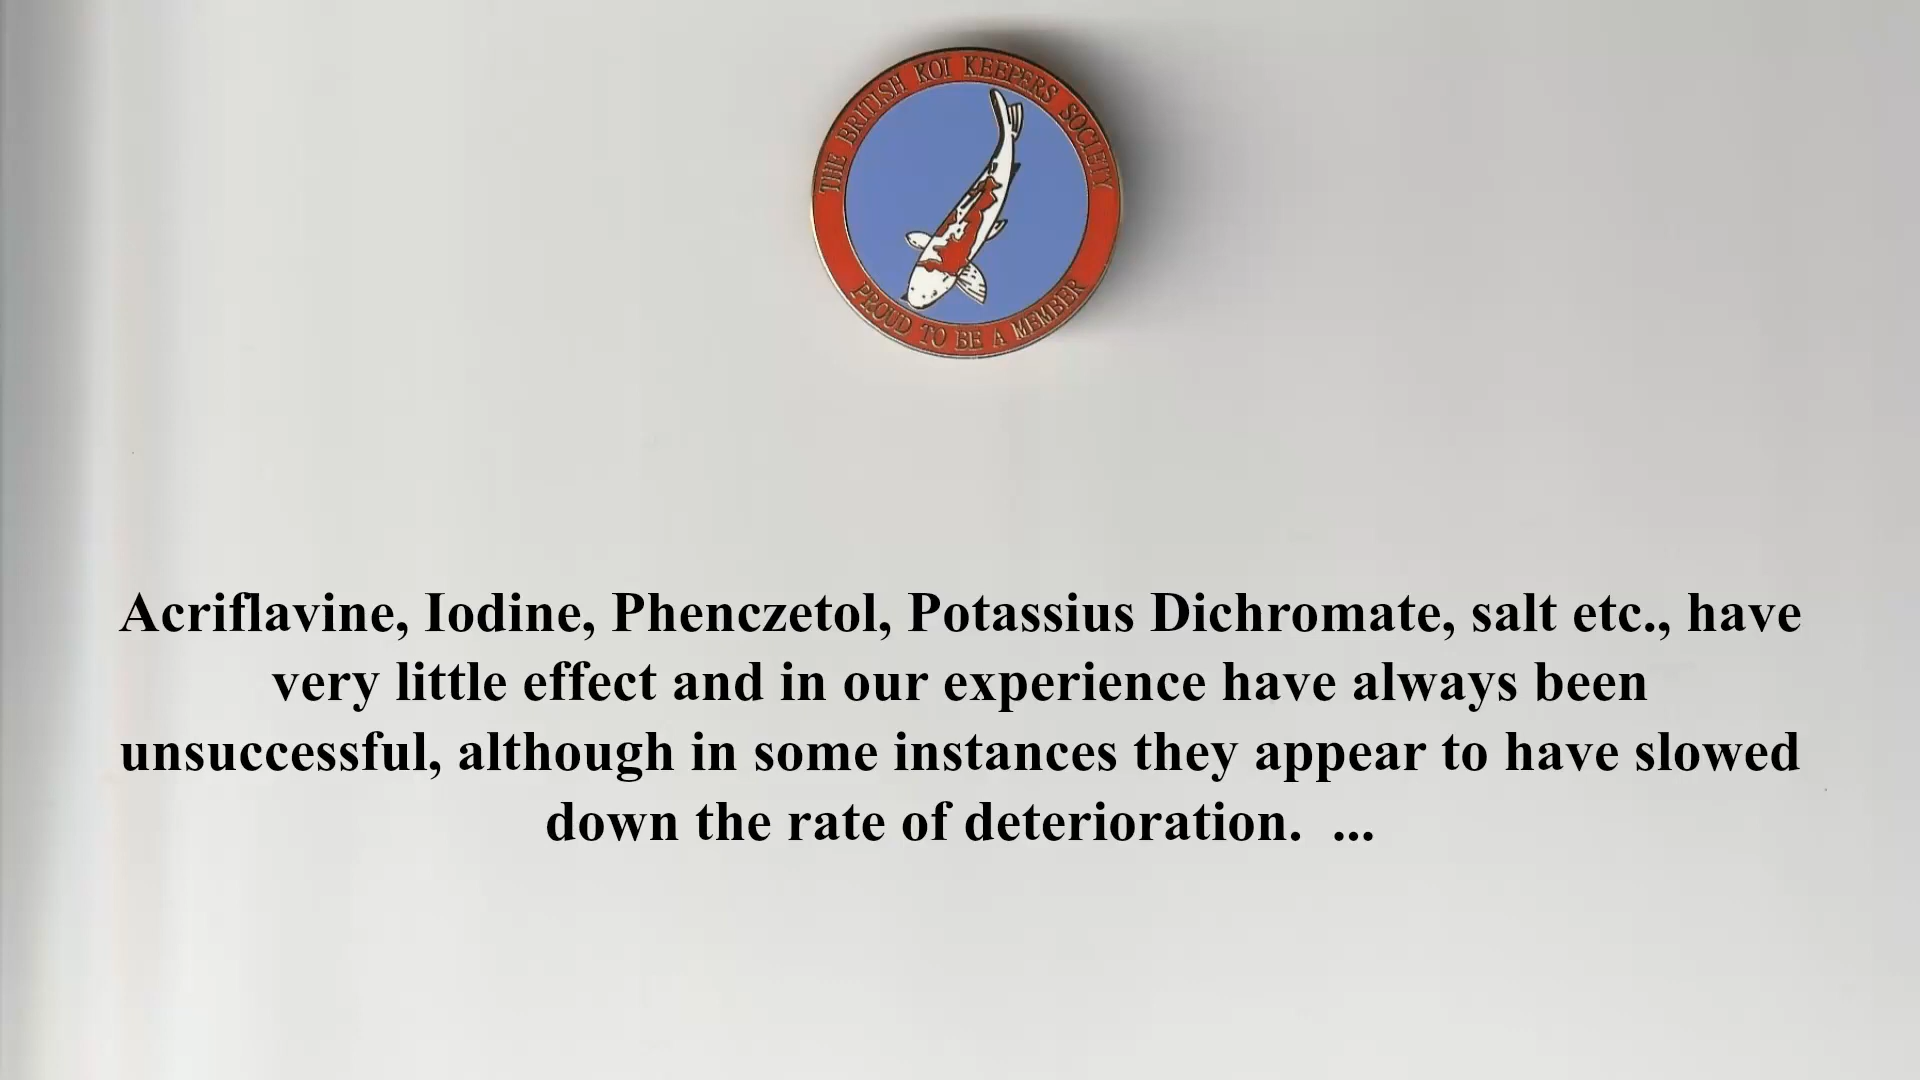 THE BRITISH KOI KEEPERS SOCIETY
PROUD TO BE A MEMBER
Acriflavine, Iodine, Phenczetol, Potassius Dichromate, salt etc., have
very little effect and in our experience have always been
unsuccessful, although in some instances they appear to have slowed
down the rate of deterioration.  ...